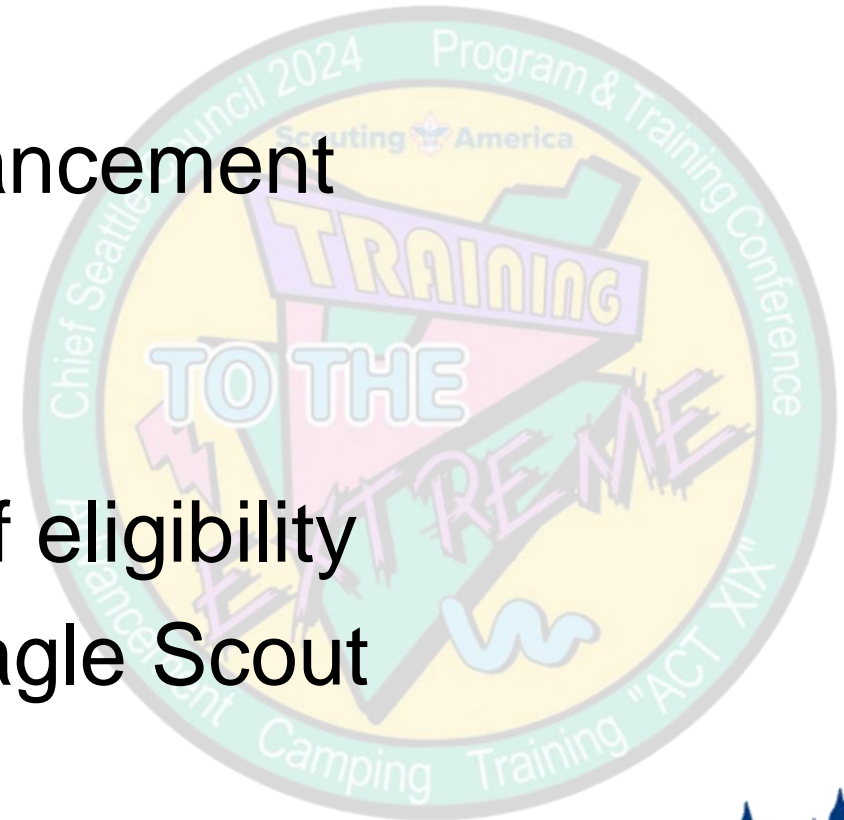 ancement
f eligibility
agle Scout
Chief Seattle Council 2024 Program & Training Conference
Scouting America
TRAINING
TO THE
EXTREME
Advancement Camping Training "ACT XIX"